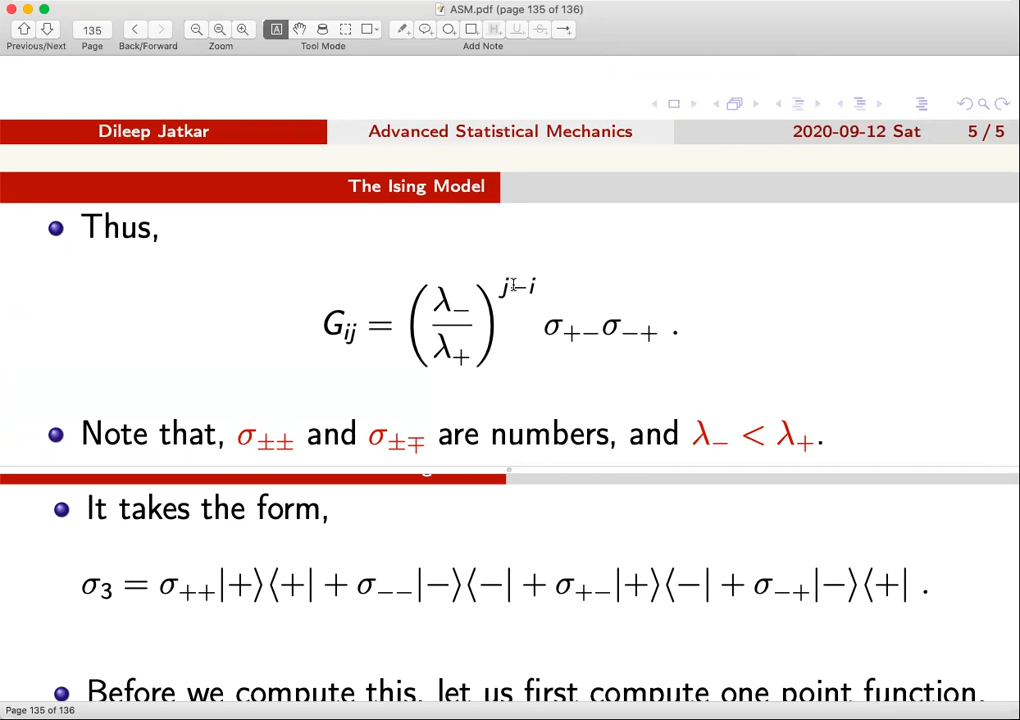 ASM.pdf (page 135 of 136)
135
Previous/Next Page Back/Forward Zoom Tool Mode Add Note
Dileep Jatkar Advanced Statistical Mechanics 2020-09-12 Sat 5 / 5
The Ising Model
Thus,
G_{ij} = (λ_− / λ_+)^{j−i} σ_{+−}σ_{−+} .
Note that, σ_{±±} and σ_{±∓} are numbers, and λ_− < λ_+.
It takes the form,
σ_3 = σ_{++}|+⟩⟨+| + σ_{−−}|−⟩⟨−| + σ_{+−}|+⟩⟨−| + σ_{−+}|−⟩⟨+| .
Before we compute this, let us first compute one point function,
Page 135 of 136